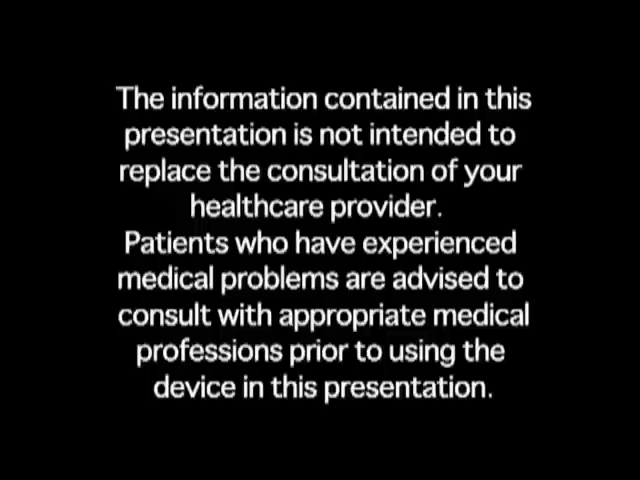 The information contained in this
presentation is not intended to
replace the consultation of your
healthcare provider.
Patients who have experienced
medical problems are advised to
consult with appropriate medical
professions prior to using the
device in this presentation.